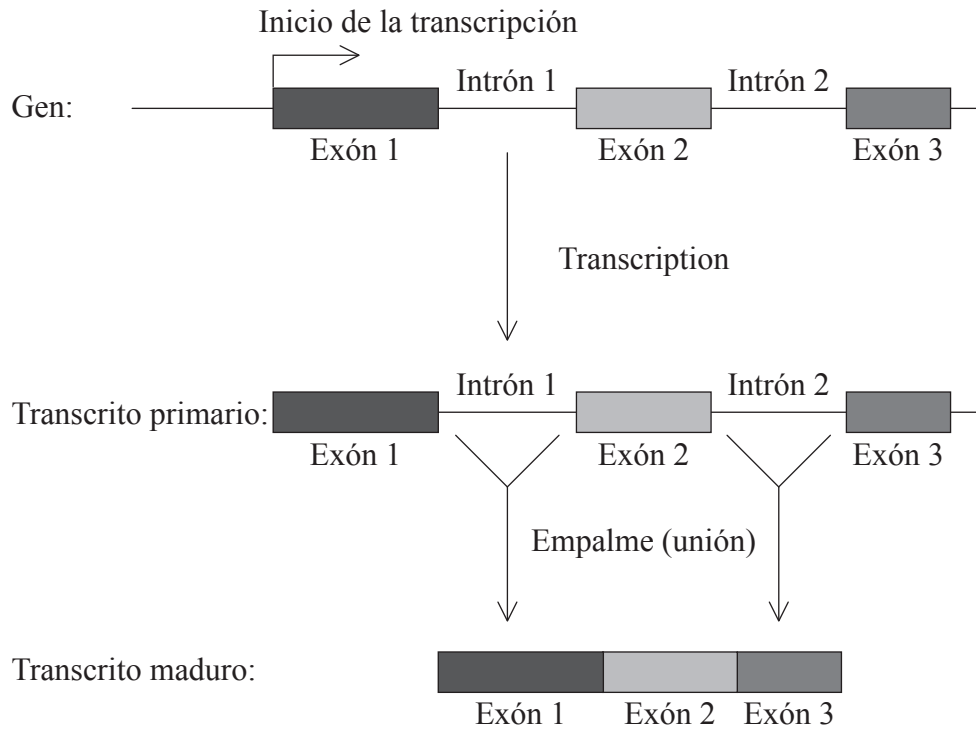 Inicio de la transcripción
Gen:
Intrón 1
Intrón 2
Exón 1
Exón 2
Exón 3
Transcription
Transcrito primario:
Intrón 1
Intrón 2
Exón 1
Exón 2
Exón 3
Empalme (unión)
Transcrito maduro:
Exón 1
Exón 2
Exón 3